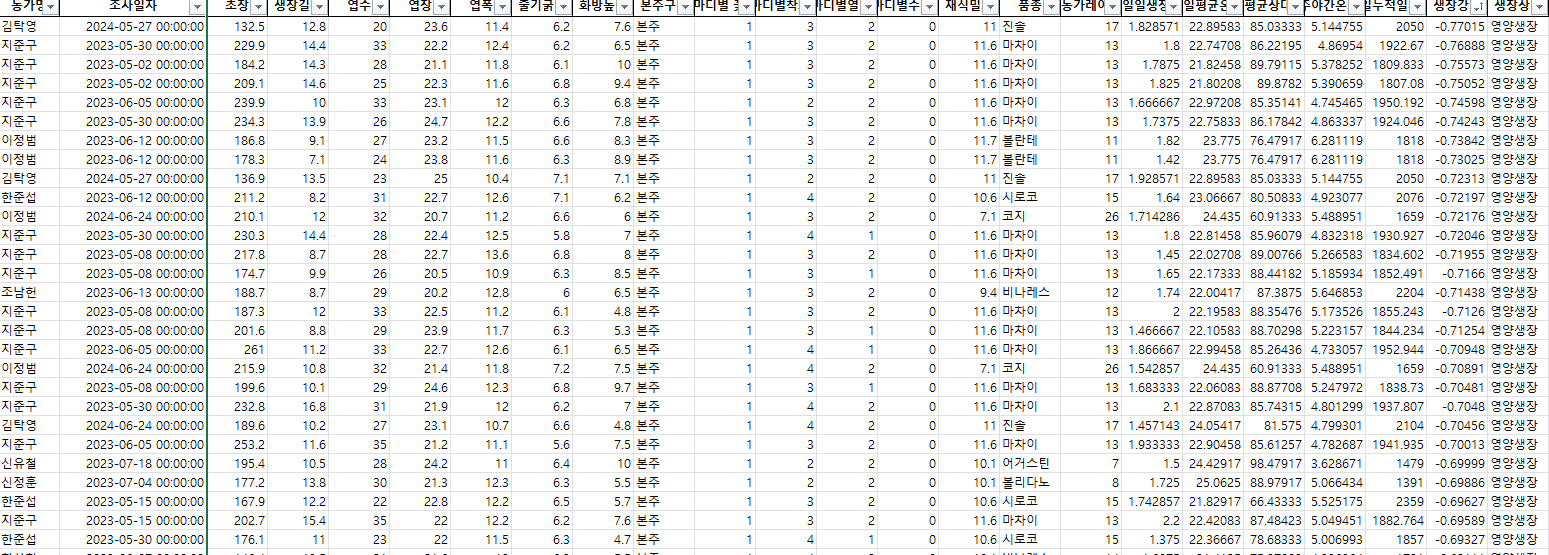 농가명 조사일자 초장 생장길 엽수 엽장 엽폭 줄기굵 화방높 본주구 마디별 꽃 마디별착 마디별열 마디별수 재식밀 품종 농가레이 일일생장 일평균온 평균상대 주야간온 일누적일 생장강 생장상
김탁영 2024-05-27 00:00:00 132.5 12.8 20 23.6 11.4 6.2 7.6 본주 1 3 2 0 11 진솔 17 1.828571 22.89583 85.03333 5.144755 2050 -0.77015 영양생장
지준구 2023-05-30 00:00:00 229.9 14.4 33 22.2 12.4 6.2 6.5 본주 1 3 2 0 11.6 마차이 13 1.8 22.74708 86.22195 4.86954 1922.67 -0.76888 영양생장
지준구 2023-05-02 00:00:00 184.2 14.3 28 21.1 11.8 6.1 10 본주 1 3 2 0 11.6 마차이 13 1.7875 21.82458 89.79115 5.378252 1809.833 -0.75573 영양생장
지준구 2023-05-02 00:00:00 209.1 14.6 25 22.3 11.6 6.8 9.4 본주 1 3 2 0 11.6 마차이 13 1.825 21.80208 89.8782 5.390659 1807.08 -0.75052 영양생장
지준구 2023-06-05 00:00:00 239.9 10 33 23.1 12 6.3 6.8 본주 1 2 2 0 11.6 마차이 13 1.666667 22.97208 85.35141 4.745465 1950.192 -0.74598 영양생장
지준구 2023-05-30 00:00:00 234.3 13.9 26 24.7 12.2 6.6 7.8 본주 1 3 2 0 11.6 마차이 13 1.7375 22.75833 86.17842 4.863337 1924.046 -0.74243 영양생장
이정범 2023-06-12 00:00:00 186.8 9.1 27 23.2 11.5 6.6 8.3 본주 1 3 2 0 11.7 볼란테 11 1.82 23.775 76.47917 6.281119 1818 -0.73842 영양생장
이정범 2023-06-12 00:00:00 178.3 7.1 24 23.8 11.6 6.3 8.9 본주 1 3 2 0 11.7 볼란테 11 1.42 23.775 76.47917 6.281119 1818 -0.73025 영양생장
김탁영 2024-05-27 00:00:00 136.9 13.5 23 25 10.4 7.1 7.1 본주 1 2 2 0 11 진솔 17 1.928571 22.89583 85.03333 5.144755 2050 -0.72313 영양생장
한준섭 2023-06-12 00:00:00 211.2 8.2 31 22.7 12.6 7.1 6.2 본주 1 4 2 0 10.6 시로코 15 1.64 23.06667 80.50833 4.923077 2076 -0.72197 영양생장
이정범 2024-06-24 00:00:00 210.1 12 32 20.7 11.2 6.6 6 본주 1 3 2 0 7.1 코지 26 1.714286 24.435 60.91333 5.488951 1659 -0.72176 영양생장
지준구 2023-05-30 00:00:00 230.3 14.4 28 22.4 12.5 5.8 7 본주 1 4 1 0 11.6 마차이 13 1.8 22.81458 85.96079 4.832318 1930.927 -0.72046 영양생장
지준구 2023-05-08 00:00:00 217.8 8.7 28 22.7 13.6 6.8 8 본주 1 3 2 0 11.6 마차이 13 1.45 22.02708 89.00766 5.266583 1834.602 -0.71955 영양생장
지준구 2023-05-08 00:00:00 174.7 9.9 26 20.5 10.9 6.3 8.5 본주 1 3 1 0 11.6 마차이 13 1.65 22.17333 88.44182 5.185934 1852.491 -0.7166 영양생장
조남헌 2023-06-13 00:00:00 188.7 8.7 29 20.2 12.8 6 6.5 본주 1 3 2 0 9.4 비나레스 12 1.74 22.00417 87.3875 5.646853 2204 -0.71438 영양생장
지준구 2023-05-08 00:00:00 187.3 12 33 22.5 11.2 6.1 4.8 본주 1 3 2 0 11.6 마차이 13 2 22.19583 88.35476 5.173526 1855.243 -0.7126 영양생장
지준구 2023-05-08 00:00:00 201.6 8.8 29 23.9 11.7 6.3 5.3 본주 1 3 1 0 11.6 마차이 13 1.466667 22.10583 88.70298 5.223157 1844.234 -0.71254 영양생장
지준구 2023-06-05 00:00:00 261 11.2 33 22.7 12.6 6.1 6.5 본주 1 4 1 0 11.6 마차이 13 1.866667 22.99458 85.26436 4.733057 1952.944 -0.70948 영양생장
이정범 2024-06-24 00:00:00 215.9 10.8 32 21.4 11.8 7.2 7.5 본주 1 4 2 0 7.1 코지 26 1.542857 24.435 60.91333 5.488951 1659 -0.70891 영양생장
지준구 2023-05-08 00:00:00 199.6 10.1 29 24.6 12.3 6.8 9.7 본주 1 3 1 0 11.6 마차이 13 1.683333 22.06083 88.87708 5.247972 1838.73 -0.70481 영양생장
지준구 2023-05-30 00:00:00 232.8 16.8 31 21.9 12 6.2 7 본주 1 4 2 0 11.6 마차이 13 2.1 22.87083 85.74315 4.801299 1937.807 -0.7048 영양생장
김탁영 2024-06-24 00:00:00 189.6 10.2 27 23.1 10.7 6.6 4.8 본주 1 4 2 0 11 진솔 17 1.457143 24.05417 81.575 4.799301 2104 -0.70456 영양생장
지준구 2023-06-05 00:00:00 253.2 11.6 35 21.2 11.1 5.6 7.5 본주 1 3 2 0 11.6 마차이 13 1.933333 22.90458 85.61257 4.782687 1941.935 -0.70013 영양생장
신유철 2023-07-18 00:00:00 195.4 10.5 28 24.2 11 6.4 10 본주 1 2 2 0 10.1 어거스틴 7 1.5 24.42917 98.47917 3.628671 1479 -0.69999 영양생장
신정훈 2023-07-04 00:00:00 177.2 13.8 30 21.3 12.3 6.3 5.5 본주 1 2 2 0 10.1 볼리다노 8 1.725 25.0625 88.97917 5.066434 1391 -0.69886 영양생장
한준섭 2023-05-15 00:00:00 167.9 12.2 22 22.8 12.2 6.5 5.7 본주 1 3 2 0 10.6 시로코 15 1.742857 21.82917 66.43333 5.525175 2359 -0.69627 영양생장
지준구 2023-05-15 00:00:00 202.7 15.4 35 22 12.2 6.2 7.6 본주 1 4 2 0 11.6 마차이 13 2.2 22.42083 87.48423 5.049451 1882.764 -0.69589 영양생장
한준섭 2023-05-30 00:00:00 176.1 11 23 22 11.5 6.3 4.7 본주 1 4 1 0 10.6 시로코 15 1.375 22.36667 78.68333 5.006993 1857 -0.69327 영양생장